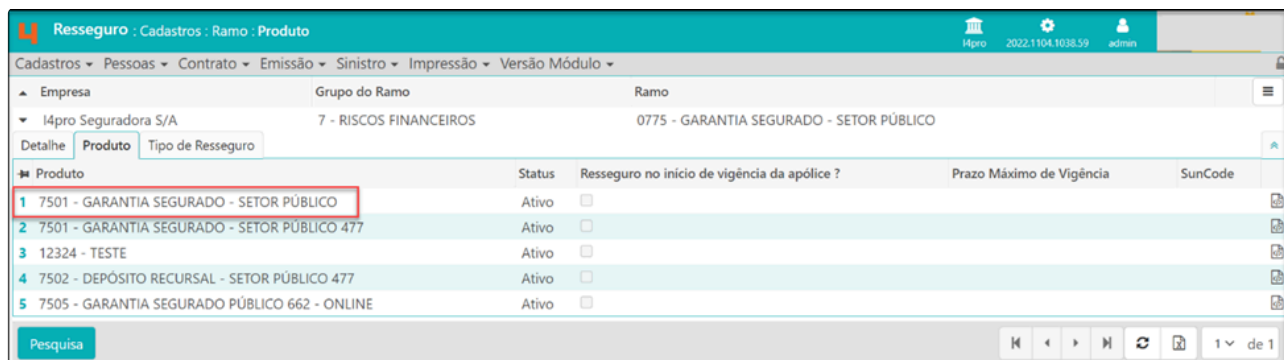 Resseguro : Cadastros : Ramo : Produto
I4pro 2022.1104.1038.59 admin
Cadastros Pessoas Contrato Emissão Sinistro Impressão Versão Módulo
Empresa Grupo do Ramo Ramo
I4pro Seguradora S/A 7 - RISCOS FINANCEIROS 0775 - GARANTIA SEGURADO - SETOR PÚBLICO
Detalhe Produto Tipo de Resseguro
Produto Status Resseguro no início de vigência da apólice ? Prazo Máximo de Vigência SunCode
1 7501 - GARANTIA SEGURADO - SETOR PÚBLICO Ativo
2 7501 - GARANTIA SEGURADO - SETOR PÚBLICO 477 Ativo
3 12324 - TESTE Ativo
4 7502 - DEPÓSITO RECURSAL - SETOR PÚBLICO 477 Ativo
5 7505 - GARANTIA SEGURADO PÚBLICO 662 - ONLINE Ativo
Pesquisa 1 de 1